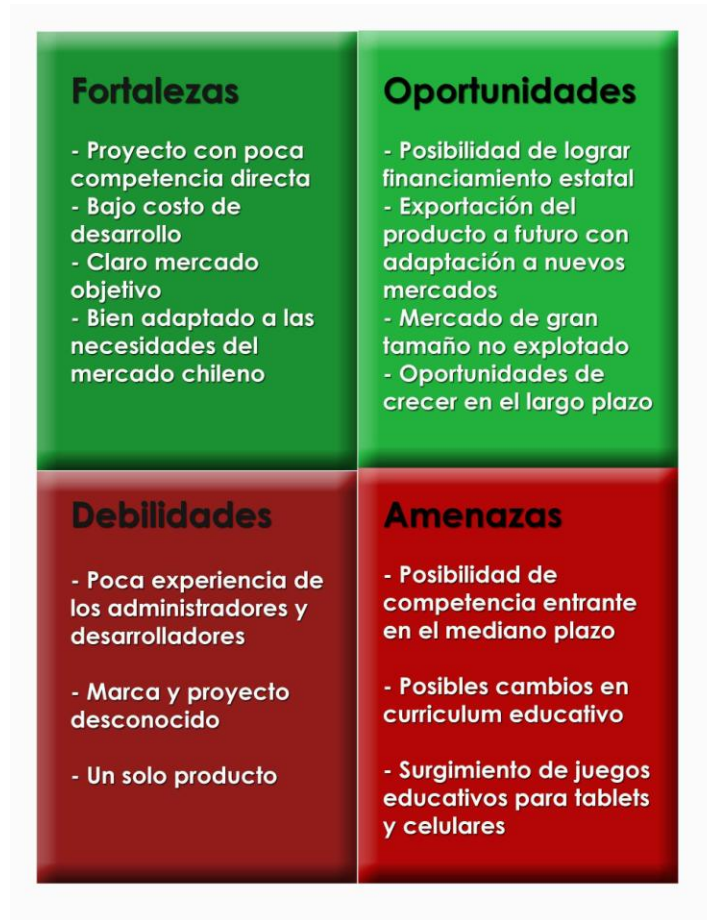 Fortalezas
- Proyecto con poca
competencia directa
- Bajo costo de
desarrollo
- Claro mercado
objetivo
- Bien adaptado a las
necesidades del
mercado chileno
Oportunidades
- Posibilidad de lograr
financiamiento estatal
- Exportación del
producto a futuro con
adaptación a nuevos
mercados
- Mercado de gran
tamaño no explotado
- Oportunidades de
crecer en el largo plazo
Debilidades
- Poca experiencia de
los administradores y
desarrolladores
- Marca y proyecto
desconocido
- Un solo producto
Amenazas
- Posibilidad de
competencia entrante
en el mediano plazo
- Posibles cambios en
curriculum educativo
- Surgimiento de juegos
educativos para tablets
y celulares